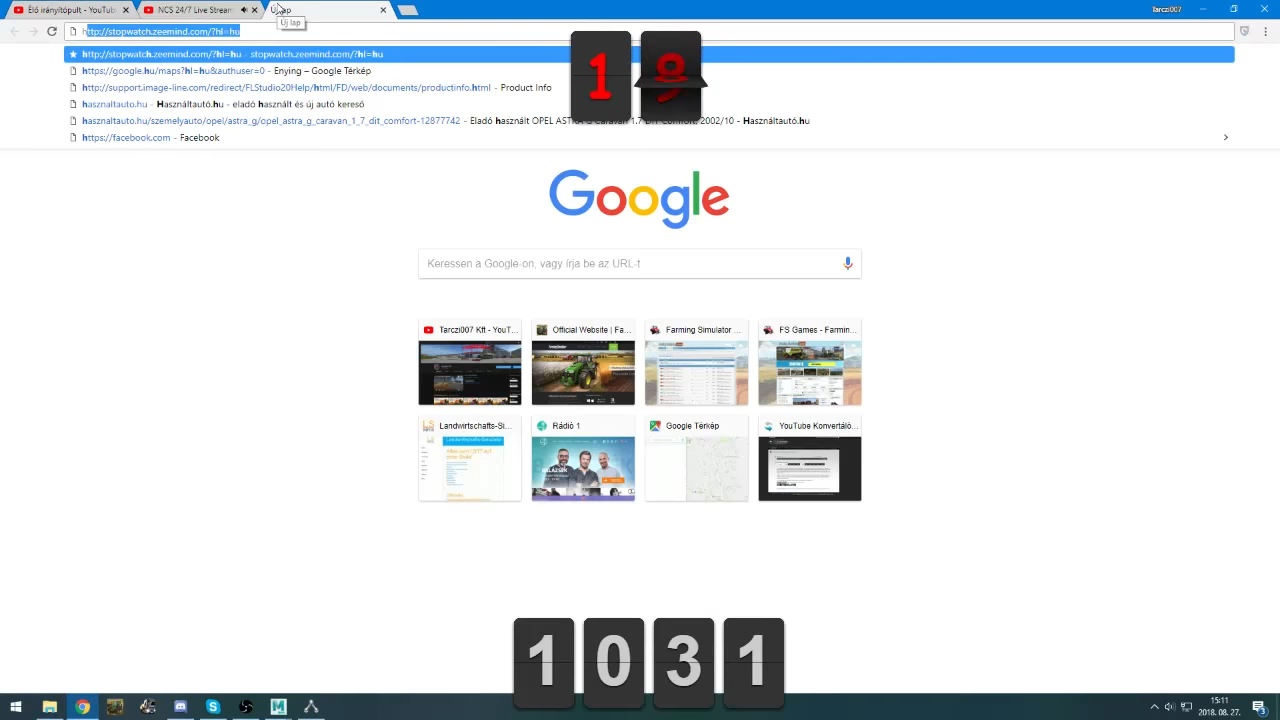 Élő irányítópult - YouTube
NCS 24/7 Live Stream
Új lap
Tarczi007
Új lap
http://stopwatch.zeemind.com/?hl=hu
http://stopwatch.zeemind.com/?hl=hu - stopwatch.zeemind.com/?hl=hu
https://google.hu/maps?hl=hu&authuser=0 - Enying – Google Térkép
http://support.image-line.com/redirect/FLStudio20Help/html/FD/web/documents/productinfo.html - Product Info
hasznaltauto.hu - Használtautó.hu - eladó használt és új autó kereső
hasznaltauto.hu/szemelyauto/opel/astra_g/opel_astra_g_caravan_1_7_dit_comfort-12877742 - Eladó használt OPEL ASTRA G Caravan 1.7 DIT Comfort, 2002/10 - Használtautó.hu
https://facebook.com - Facebook
1
Google
Keressen a Google-on, vagy írja be az URL-t
Tarczi007 Kft - YouT...
Official Website | Fa...
Farming Simulator ...
FS Games - Farmin...
Landwirtschafts-Si...
Rádió 1
Google Térkép
YouTube Konvertáló...
1031
15:11
2018. 08. 27.